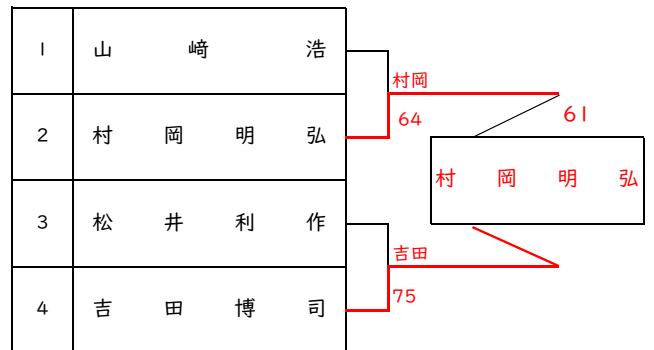 1 山 﨑 浩
村岡
2 村 岡 明 弘
64
61
村 岡 明 弘
3 松 井 利 作
吉田
4 吉 田 博 司
75